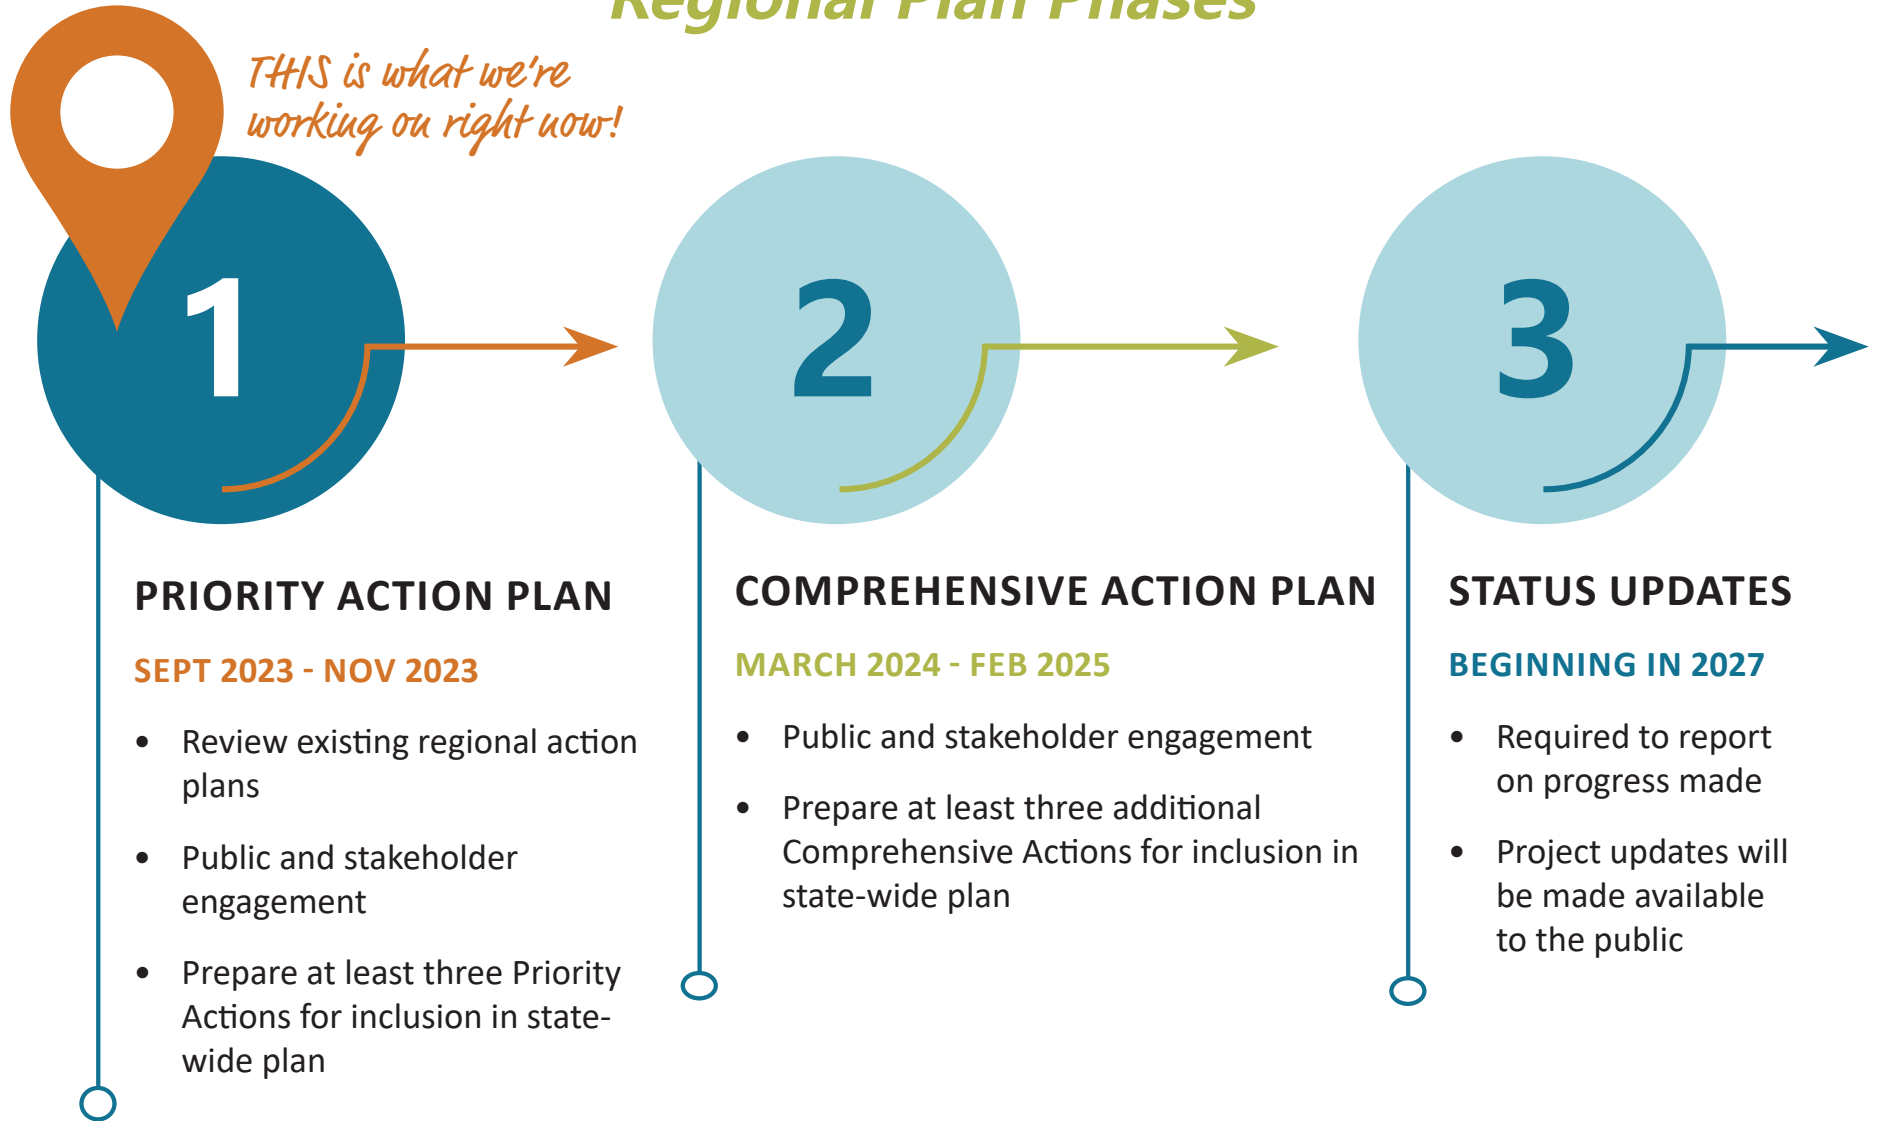 Regional Plan Phases
THIS is what we're
working on right now!
1
2
3
PRIORITY ACTION PLAN
SEPT 2023 - NOV 2023
• Review existing regional action
plans
• Public and stakeholder
engagement
• Prepare at least three Priority
Actions for inclusion in state-
wide plan
COMPREHENSIVE ACTION PLAN
MARCH 2024 - FEB 2025
• Public and stakeholder engagement
• Prepare at least three additional
Comprehensive Actions for inclusion in
state-wide plan
STATUS UPDATES
BEGINNING IN 2027
• Required to report
on progress made
• Project updates will
be made available
to the public